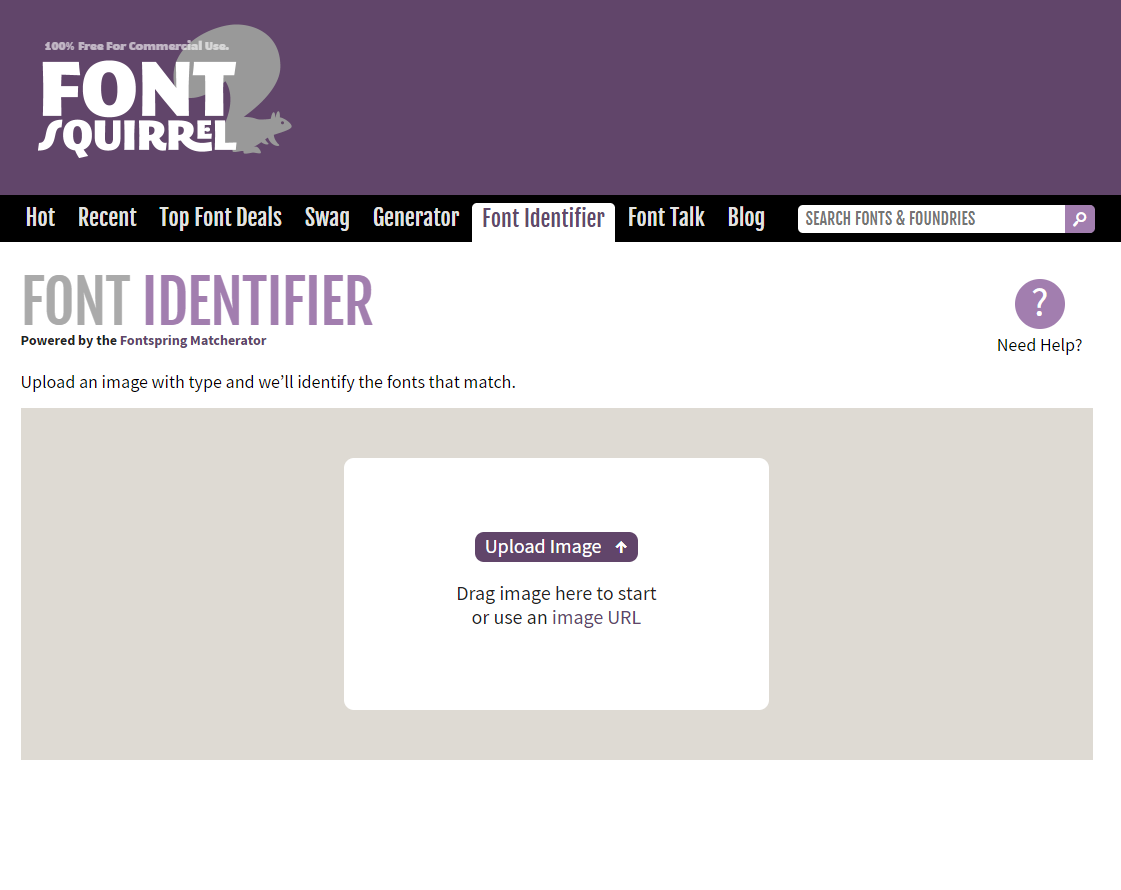 100% Free For Commercial Use.
FONT
SQUIRREL
Hot Recent Top Font Deals Swag Generator Font Identifier Font Talk Blog SEARCH FONTS & FOUNDRIES
FONT IDENTIFIER
Powered by the Fontspring Matcherator
?
Need Help?
Upload an image with type and we’ll identify the fonts that match.
Upload Image
Drag image here to start
or use an image URL